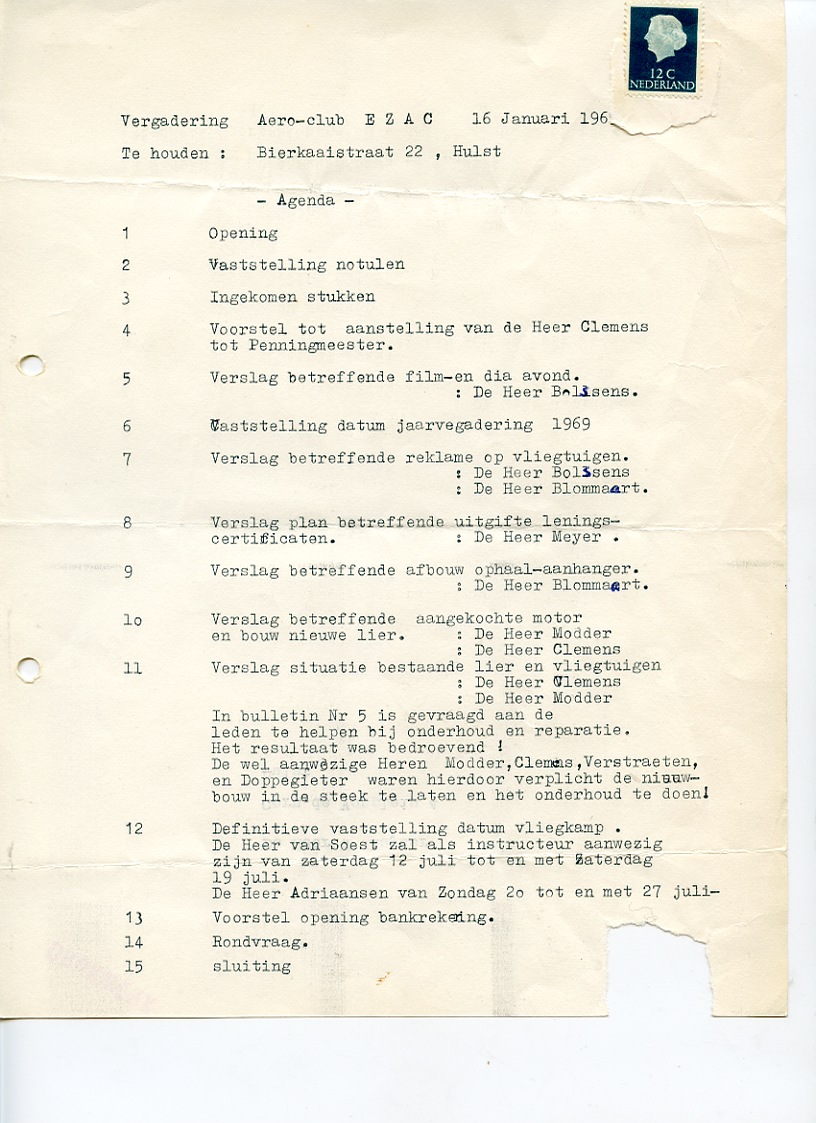 12 C
NEDERLAND
Vergadering Aero-club E Z A C 16 Januari 196
Te houden : Bierkaaistraat 22 , Hulst
- Agenda -
1 Opening
2 Vaststelling notulen
3 Ingekomen stukken
4 Voorstel tot aanstelling van de Heer Clemens
tot Penningmeester.
5 Verslag betreffende film-en dia avond.
: De Heer Bolssens.
6 Vaststelling datum jaarvegadering 1969
7 Verslag betreffende reklame op vliegtuigen.
: De Heer Bolssens
: De Heer Blommaart.
8 Verslag plan betreffende uitgifte lenings-
certificaten. : De Heer Meyer .
9 Verslag betreffende afbouw ophaal-aanhanger.
: De Heer Blommaart.
1o Verslag betreffende aangekochte motor
en bouw nieuwe lier. : De Heer Modder
: De Heer Clemens
11 Verslag situatie bestaande lier en vliegtuigen
: De Heer Clemens
: De Heer Modder
In bulletin Nr 5 is gevraagd aan de
leden te helpen bij onderhoud en reparatie.
Het resultaat was bedroevend !
De wel aanwezige Heren Modder,Clemens,Verstraeten,
en Doppegieter waren hierdoor verplicht de nieuw-
bouw in de steek te laten en het onderhoud te doen!
12 Definitieve vaststelling datum vliegkamp .
De Heer van Soest zal als instructeur aanwezig
zijn van zaterdag 12 juli tot en met Zaterdag
19 juli.
De Heer Adriaansen van Zondag 2o tot en met 27 juli-
13 Voorstel opening bankrekening.
14 Rondvraag.
15 sluiting